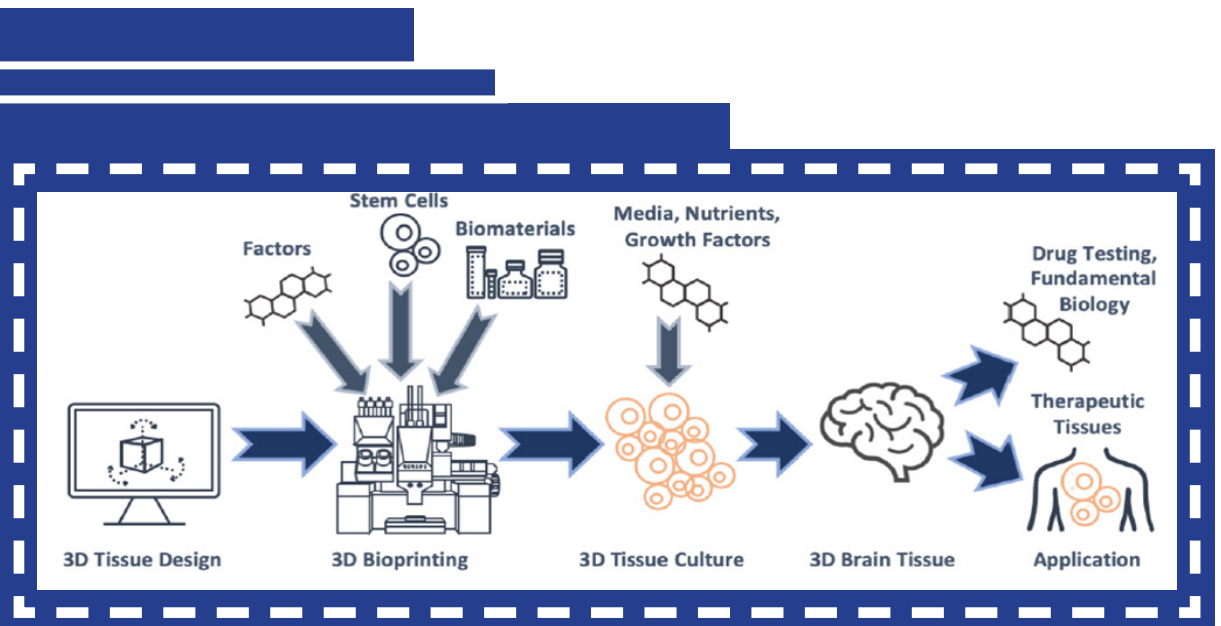 Stem Cells
Factors
Biomaterials
Media, Nutrients,
Growth Factors
Drug Testing,
Fundamental
Biology
Therapeutic
Tissues
3D Tissue Design
3D Bioprinting
3D Tissue Culture
3D Brain Tissue
Application